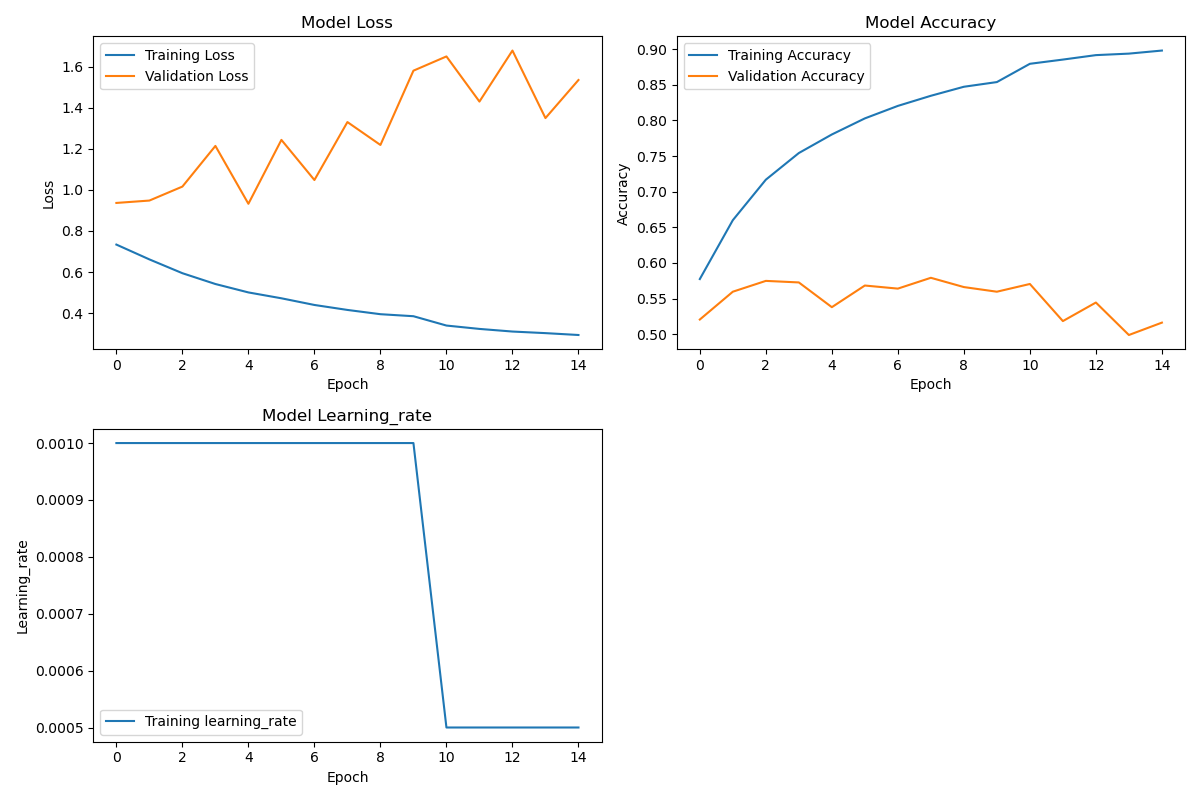 Model Loss
Training Loss
Validation Loss
1.6
1.4
1.2
1.0
0.8
0.6
0.4
Loss
0 2 4 6 8 10 12 14
Epoch
Model Accuracy
Training Accuracy
Validation Accuracy
0.90
0.85
0.80
0.75
0.70
0.65
0.60
0.55
0.50
Accuracy
0 2 4 6 8 10 12 14
Epoch
Model Learning_rate
0.0010
0.0009
0.0008
0.0007
0.0006
0.0005
Learning_rate
Training learning_rate
0 2 4 6 8 10 12 14
Epoch